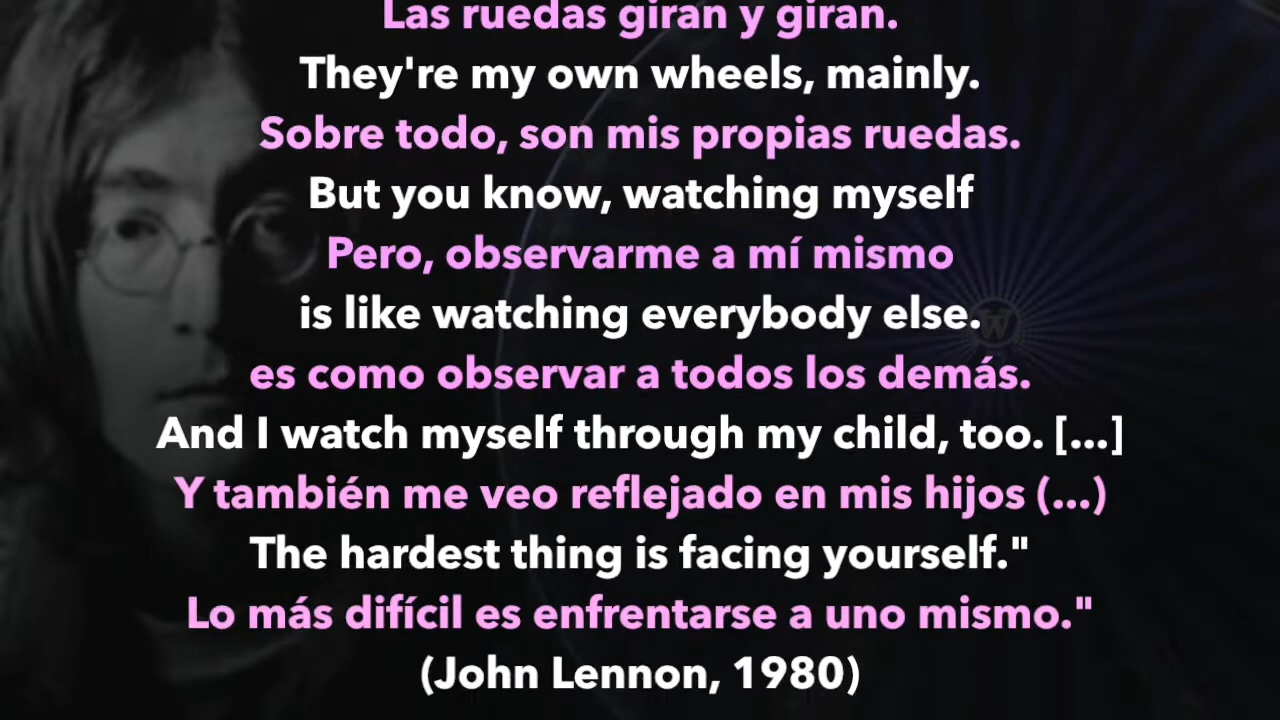 Las ruedas giran y giran.
They're my own wheels, mainly.
Sobre todo, son mis propias ruedas.
But you know, watching myself
Pero, observarme a mí mismo
is like watching everybody else.
es como observar a todos los demás.
And I watch myself through my child, too. [...]
Y también me veo reflejado en mis hijos (...)
The hardest thing is facing yourself."
Lo más difícil es enfrentarse a uno mismo."
(John Lennon, 1980)
W